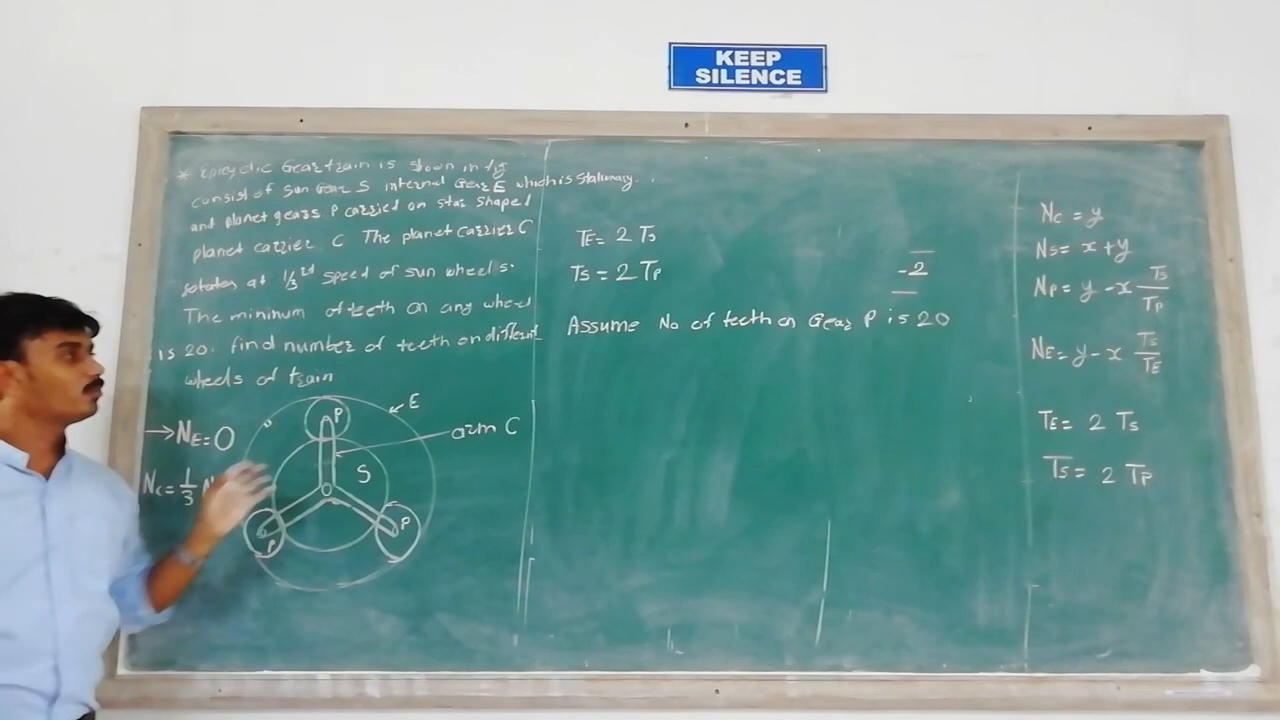 KEEP
SILENCE
* Epicyclic Gear train is shown in fig
consist of sun Gear S internal Gear E which is stationary.
and planet gears P carried on star shaped
planet carrier C The planet carrier C
rotates at 1/3rd speed of sun wheel s.
The mininum of teeth on any wheel
is 20. find number of teeth on different
wheels of train
→ NE=0
NC = 1/3 N
P
E
arm C
S
P
P
TE= 2 TS
TS = 2 TP
-2
Assume No of teeth on Gear P is 20
NC = y
NS= x+y
NP= y - x TS/TP
NE= y - x TS/TE
TE= 2 TS
TS= 2 TP